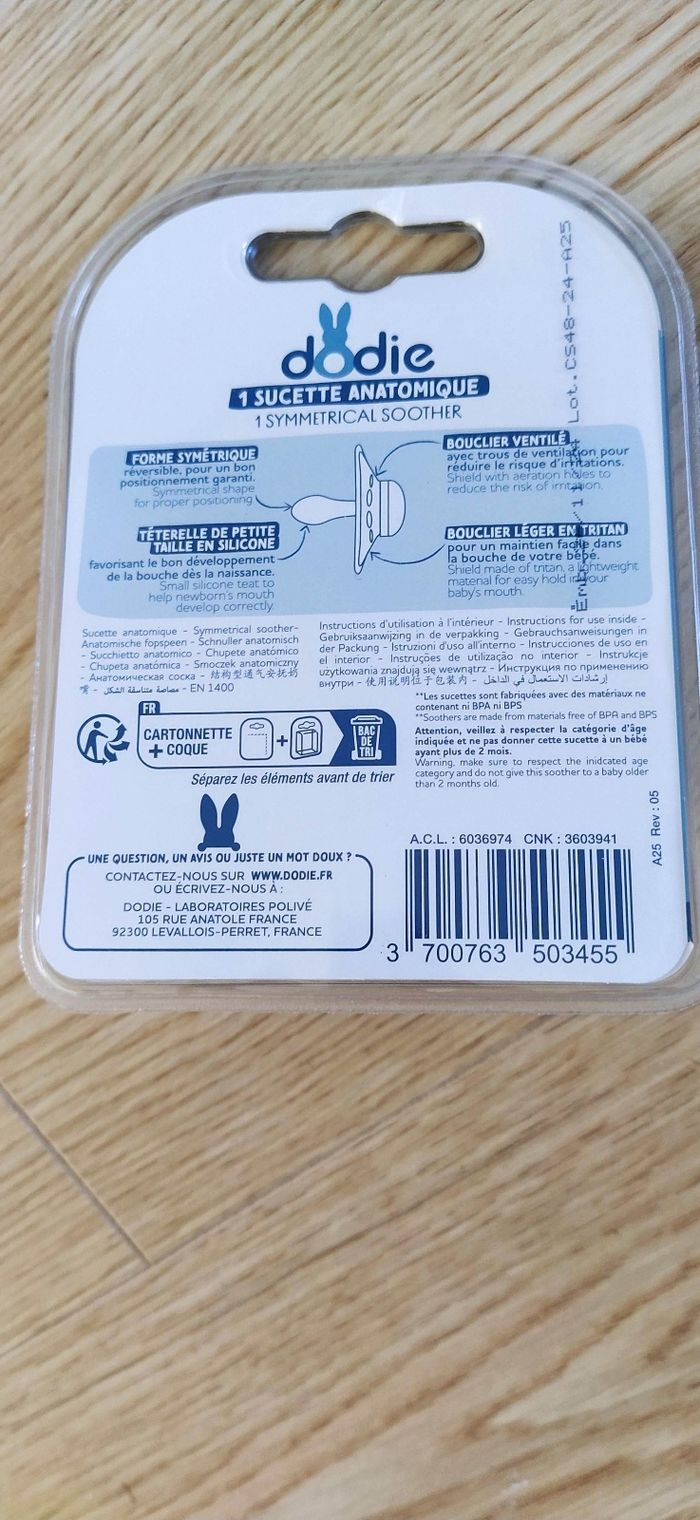 dodie
1 SUCETTE ANATOMIQUE
1 SYMMETRICAL SOOTHER
FORME SYMÉTRIQUE
réversible, pour un bon
positionnement garanti.
Symmetrical shape
for proper positioning
TÉTERELLE DE PETITE
TAILLE EN SILICONE
favorisant le bon développement
de la bouche dès la naissance.
Small silicone teat to
help newborn's mouth
develop correctly.
BOUCLIER VENTILÉ
avec trous de ventilation pour
réduire le risque d'irritations.
Shield with aeration holes to
reduce the risk of irritation.
BOUCLIER LÉGER EN TRITAN
pour un maintien facile dans
la bouche de votre bébé.
Shield made of tritan, a lightweight
material for easy hold in your
baby's mouth.
Lot.CS48-24-A25
Sucette anatomique - Symmetrical soother-
Anatomische fopspeen - Schnuller anatomisch
- Succhietto anatomico - Chupete anatómico
- Chupeta anatómica - Smoczek anatomiczny
- Анатомическая соска - 结构型通气安抚奶
嘴 - مصاصة متناسقة الشكل - EN 1400
Instructions d'utilisation à l'intérieur - Instructions for use inside -
Gebruiksaanwijzing in de verpakking - Gebrauchsanweisungen in
der Packung - Istruzioni d'uso all'interno - Instrucciones de uso en
el interior - Instruções de utilização no interior - Instrukcje
użytkowania znajdują się wewnątrz - Инструкция по применению
внутри - 使用说明位于包装内 - إرشادات الاستعمال في الداخل
**Les sucettes sont fabriquées avec des matériaux ne
contenant ni BPA ni BPS
**Soothers are made from materials free of BPA and BPS
Attention, veillez à respecter la catégorie d'âge
indiquée et ne pas donner cette sucette à un bébé
ayant plus de 2 mois.
Warning, make sure to respect the inidcated age
category and do not give this soother to a baby older
than 2 months old.
FR
CARTONNETTE
+ COQUE
+
BAC
DE
TRI
Séparez les éléments avant de trier
UNE QUESTION, UN AVIS OU JUSTE UN MOT DOUX ?
CONTACTEZ-NOUS SUR WWW.DODIE.FR
OU ÉCRIVEZ-NOUS À :
DODIE - LABORATOIRES POLIVÉ
105 RUE ANATOLE FRANCE
92300 LEVALLOIS-PERRET, FRANCE
A.C.L. : 6036974 CNK : 3603941
3 700763 503455
A25 Rev : 05